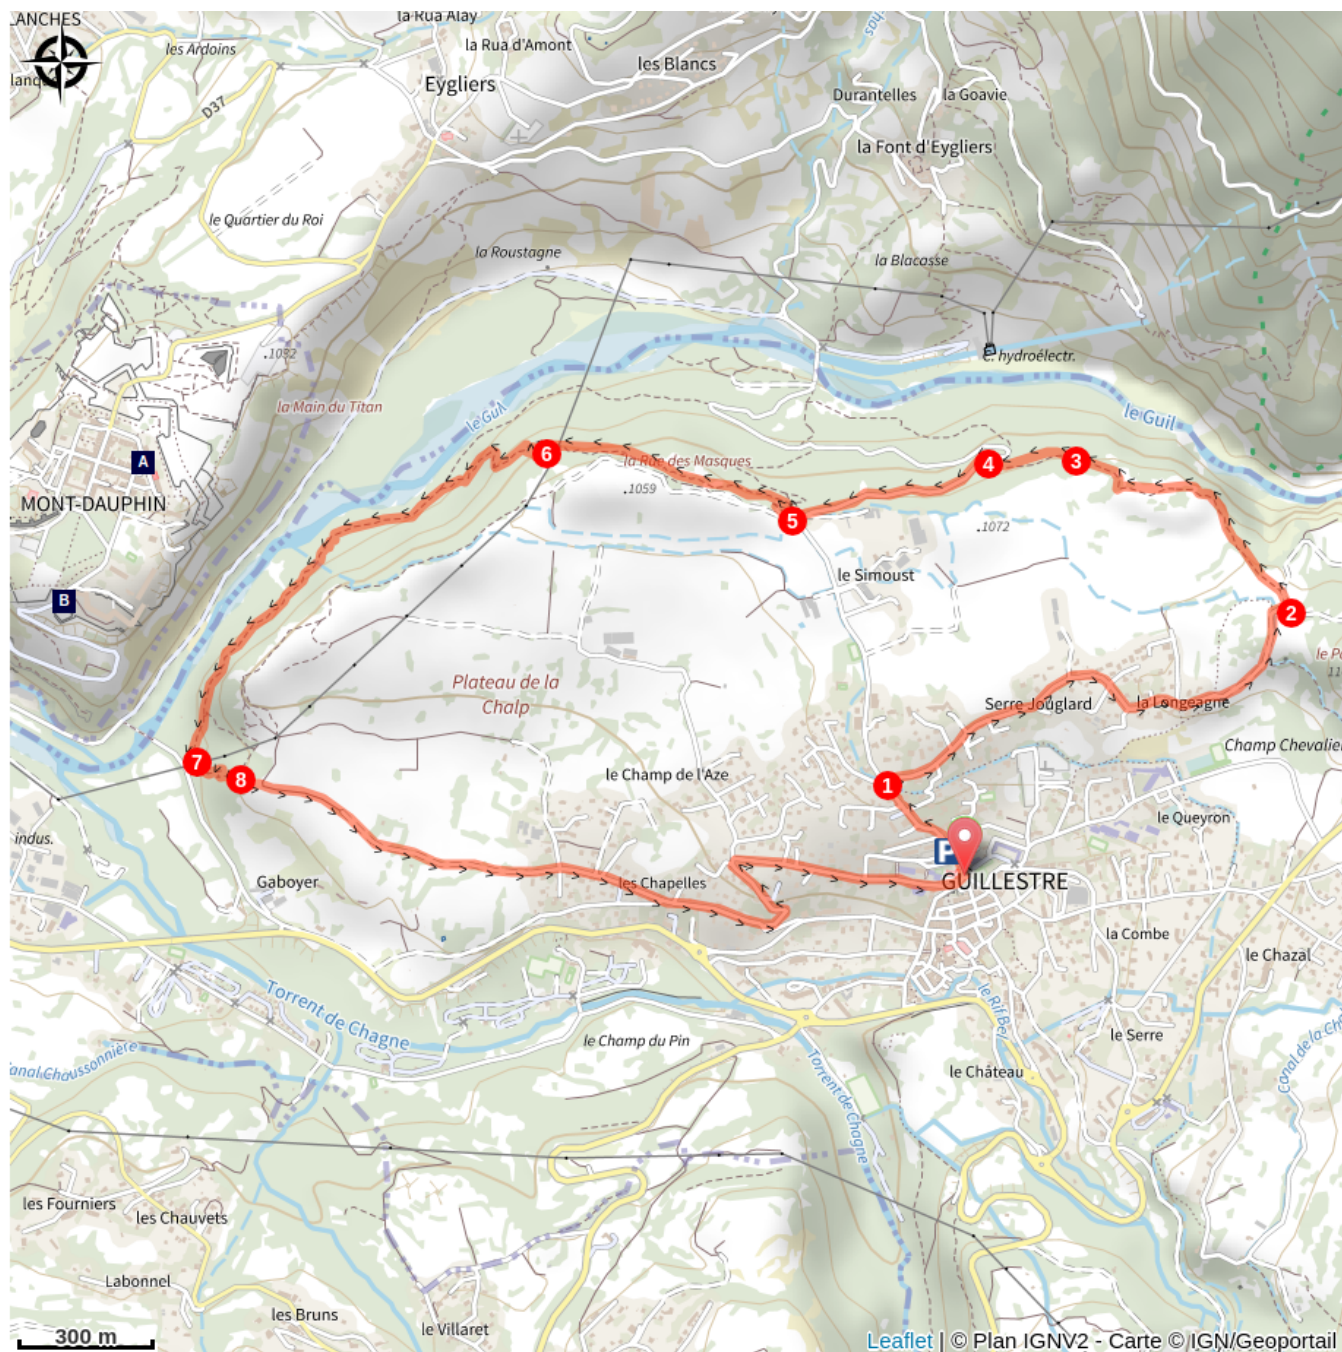 LANCHES
la Rua Alay
les Ardoins
la Rua d'Amont
les Blancs
Eygliers
D37
Durantelles
la Goavie
la Font d'Eygliers
le Quartier du Roi
la Roustagne
la Blacasse
.1032
C. hydroélectr.
la Main du Titan
le Guil
le Guil
A
6
la Rue des Masques
4
3
MONT-DAUPHIN
.1059
5
.1072
le Simoust
B
2
Plateau de la
Chalp
Serre Jouglard
la Longeagne
Champ Chevalier
7
8
le Champ de l'Aze
1
le Queyron
indus.
P
Gaboyer
les Chapelles
GUILLESTRE
la Combe
le Chazal
Torrent de Chagne
le Rif Bel
le Champ du Pin
le Serre
le Château
Torrent de Chagne
anal Chaussonnière
Canal de la Ch
les Fourniers
les Chauvets
Labonnel
les Bruns
le Villaret
300 m
Leaflet | © Plan IGNV2 - Carte © IGN/Geoportail